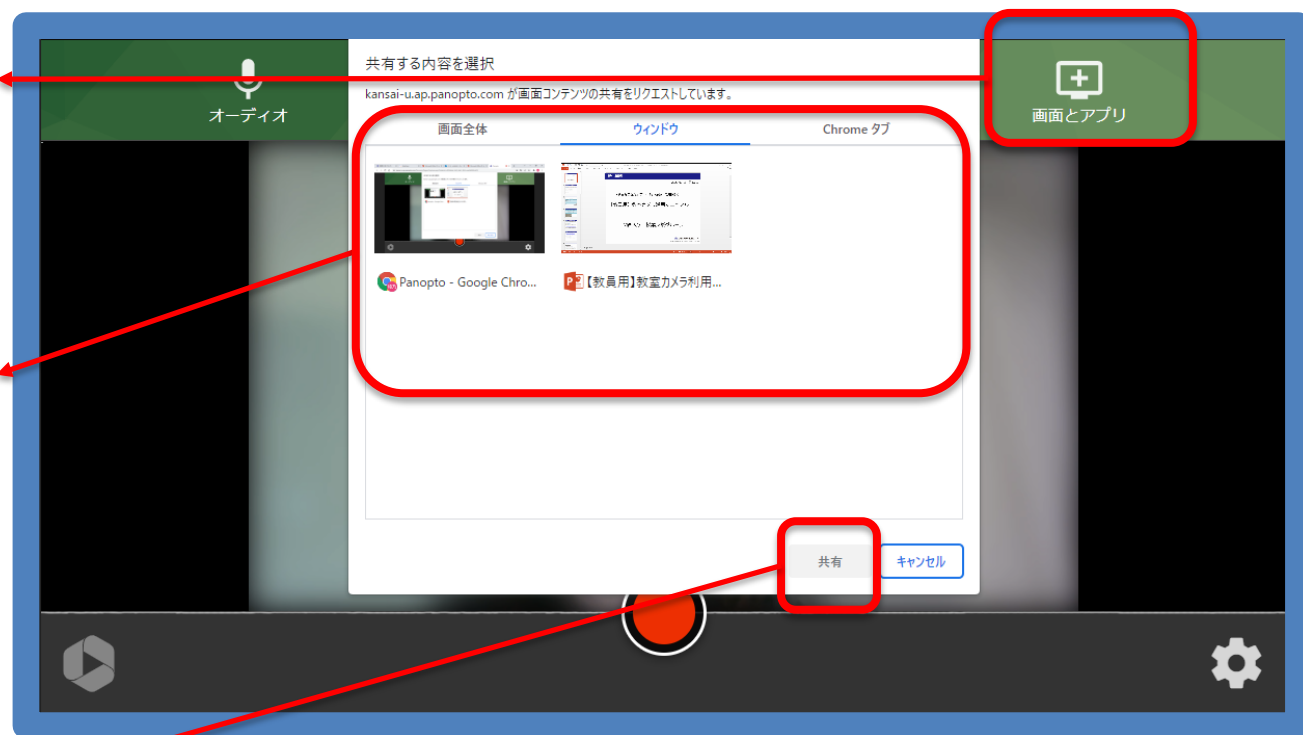 共有する内容を選択
kansai-u.ap.panopto.com が画面コンテンツの共有をリクエストしています。
オーディオ
画面とアプリ
画面全体
ウィンドウ
Chrome タブ
Panopto - Google Chro...
【教員用】教室カメラ利用...
共有
キャンセル